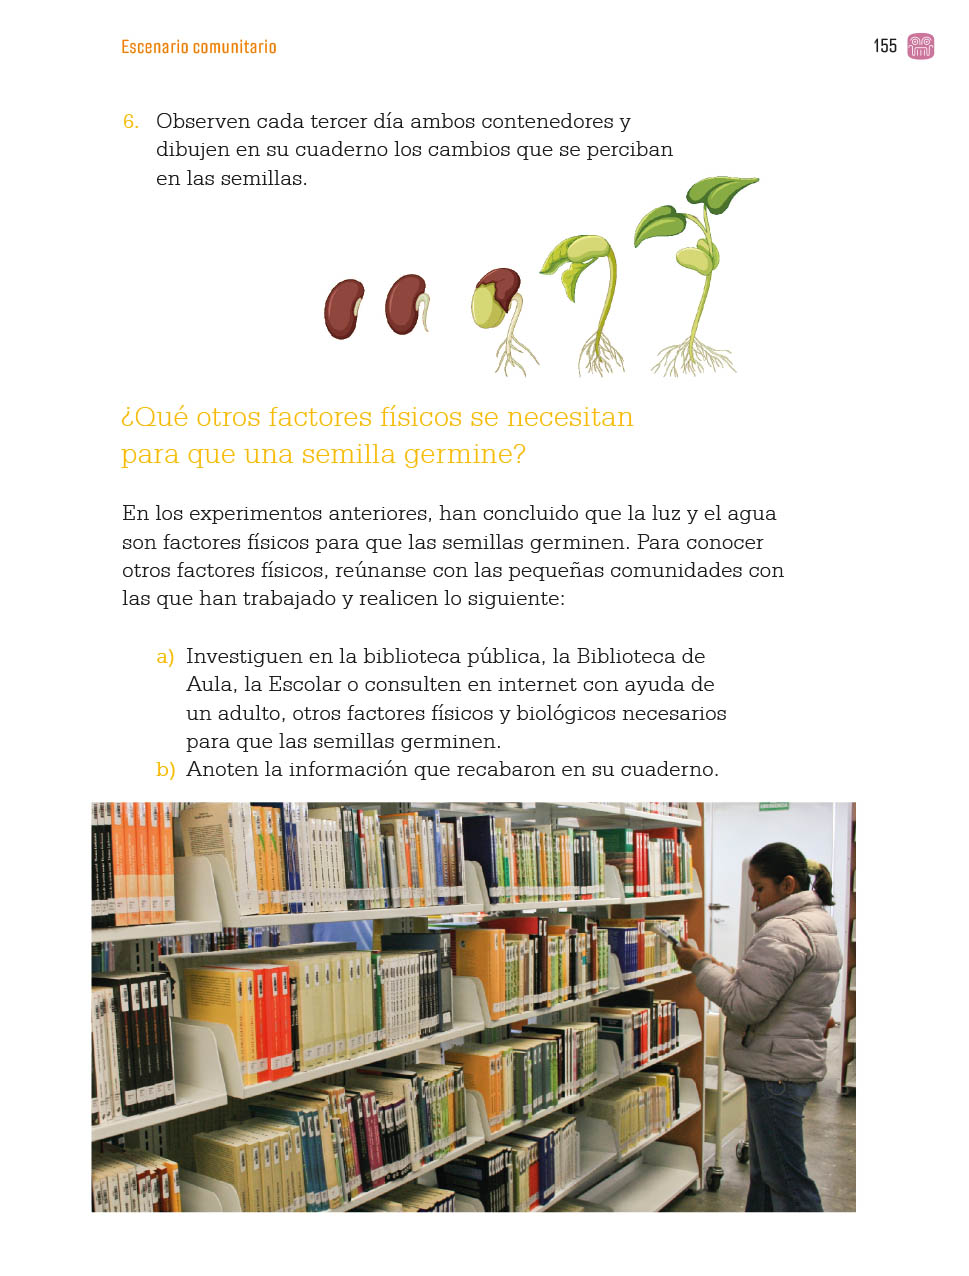 Escenario comunitario
155
6. Observen cada tercer día ambos contenedores y
dibujen en su cuaderno los cambios que se perciban
en las semillas.
¿Qué otros factores físicos se necesitan
para que una semilla germine?
En los experimentos anteriores, han concluido que la luz y el agua
son factores físicos para que las semillas germinen. Para conocer
otros factores físicos, reúnanse con las pequeñas comunidades con
las que han trabajado y realicen lo siguiente:
a) Investiguen en la biblioteca pública, la Biblioteca de
Aula, la Escolar o consulten en internet con ayuda de
un adulto, otros factores físicos y biológicos necesarios
para que las semillas germinen.
b) Anoten la información que recabaron en su cuaderno.